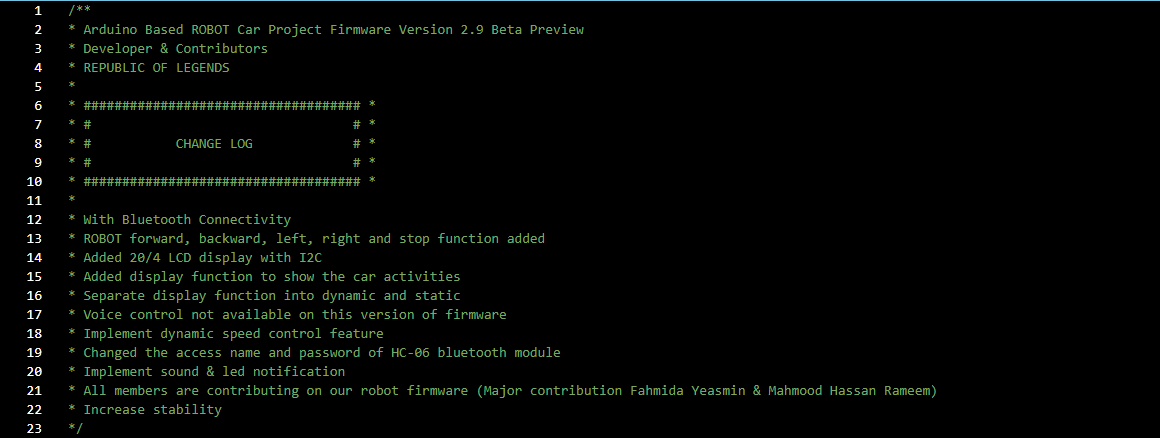 1 /**
2 * Arduino Based ROBOT Car Project Firmware Version 2.9 Beta Preview
3 * Developer & Contributors
4 * REPUBLIC OF LEGENDS
5 *
6 * #################################### *
7 * # # *
8 * # CHANGE LOG # *
9 * # # *
10 * #################################### *
11 *
12 * With Bluetooth Connectivity
13 * ROBOT forward, backward, left, right and stop function added
14 * Added 20/4 LCD display with I2C
15 * Added display function to show the car activities
16 * Separate display function into dynamic and static
17 * Voice control not available on this version of firmware
18 * Implement dynamic speed control feature
19 * Changed the access name and password of HC-06 bluetooth module
20 * Implement sound & led notification
21 * All members are contributing on our robot firmware (Major contribution Fahmida Yeasmin & Mahmood Hassan Rameem)
22 * Increase stability
23 */